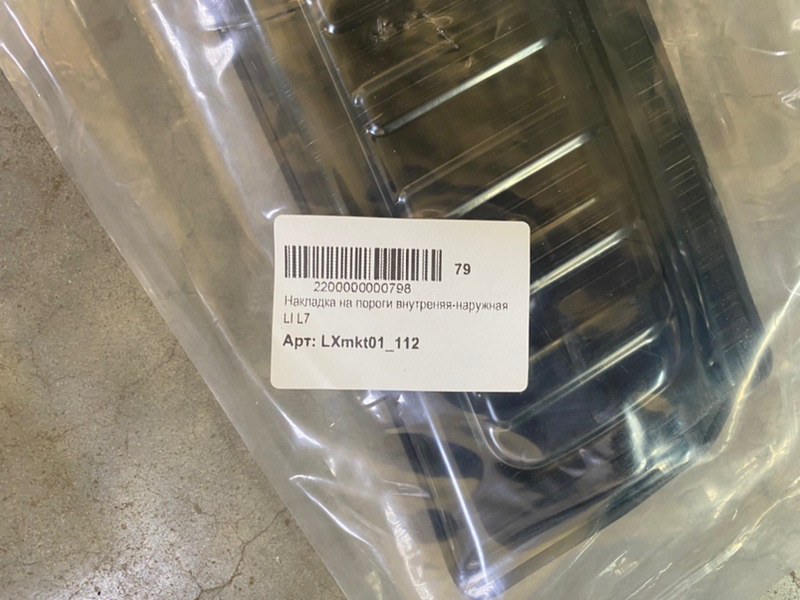 79
2200000000798
Накладка на пороги внутреняя-наружная
LI L7
Арт: LXmkt01_112